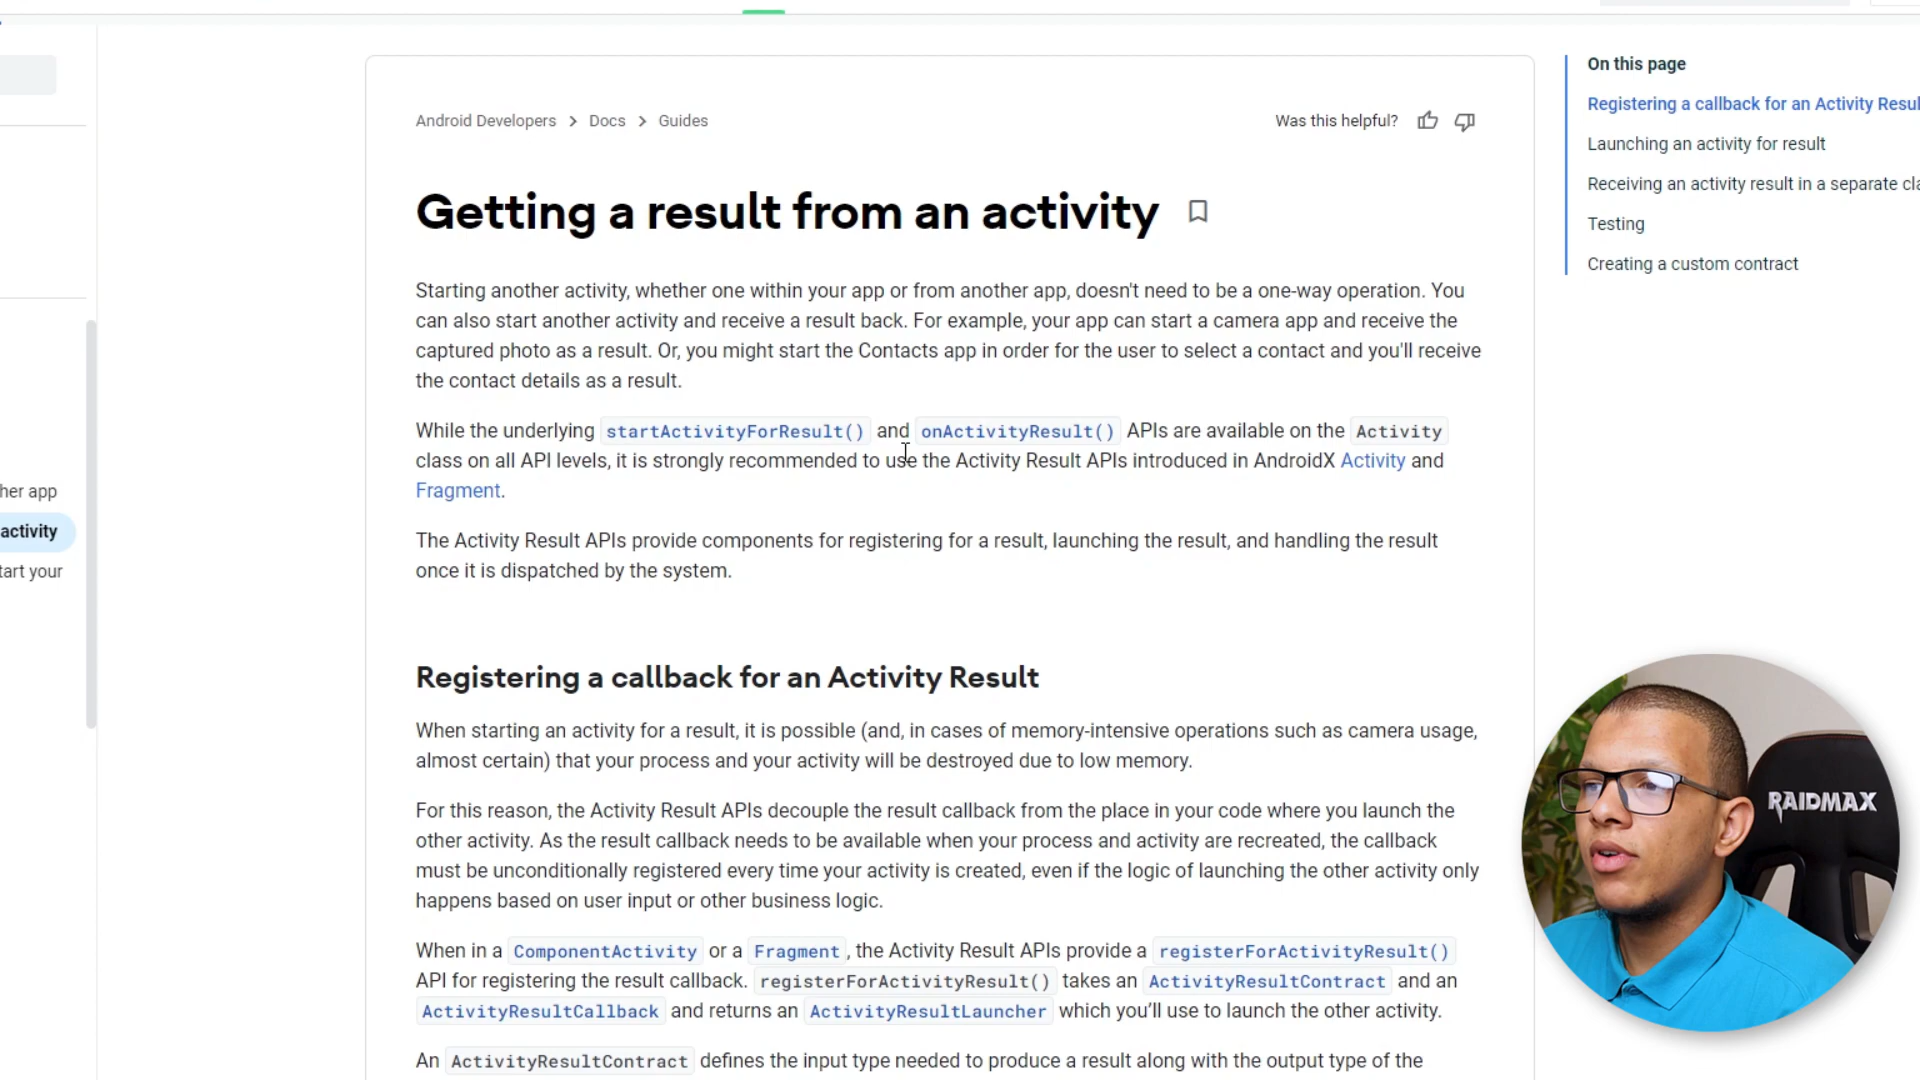 Android Developers > Docs > Guides
Was this helpful?
Getting a result from an activity
Starting another activity, whether one within your app or from another app, doesn't need to be a one-way operation. You
can also start another activity and receive a result back. For example, your app can start a camera app and receive the
captured photo as a result. Or, you might start the Contacts app in order for the user to select a contact and you'll receive
the contact details as a result.
While the underlying startActivityForResult() and onActivityResult() APIs are available on the Activity
class on all API levels, it is strongly recommended to use the Activity Result APIs introduced in AndroidX Activity and
Fragment.
The Activity Result APIs provide components for registering for a result, launching the result, and handling the result
once it is dispatched by the system.
Registering a callback for an Activity Result
When starting an activity for a result, it is possible (and, in cases of memory-intensive operations such as camera usage,
almost certain) that your process and your activity will be destroyed due to low memory.
For this reason, the Activity Result APIs decouple the result callback from the place in your code where you launch the
other activity. As the result callback needs to be available when your process and activity are recreated, the callback
must be unconditionally registered every time your activity is created, even if the logic of launching the other activity only
happens based on user input or other business logic.
When in a ComponentActivity or a Fragment, the Activity Result APIs provide a registerForActivityResult()
API for registering the result callback. registerForActivityResult() takes an ActivityResultContract and an
ActivityResultCallback and returns an ActivityResultLauncher which you’ll use to launch the other activity.
An ActivityResultContract defines the input type needed to produce a result along with the output type of the
On this page
Registering a callback for an Activity Resul
Launching an activity for result
Receiving an activity result in a separate cla
Testing
Creating a custom contract
her app
activity
tart your
RAIDMAX